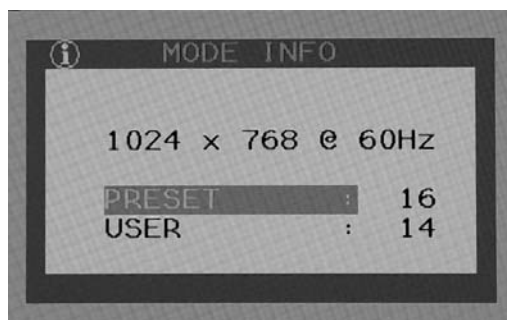 MODE INFO
1024 x 768 @ 60Hz
PRESET : 16
USER : 14